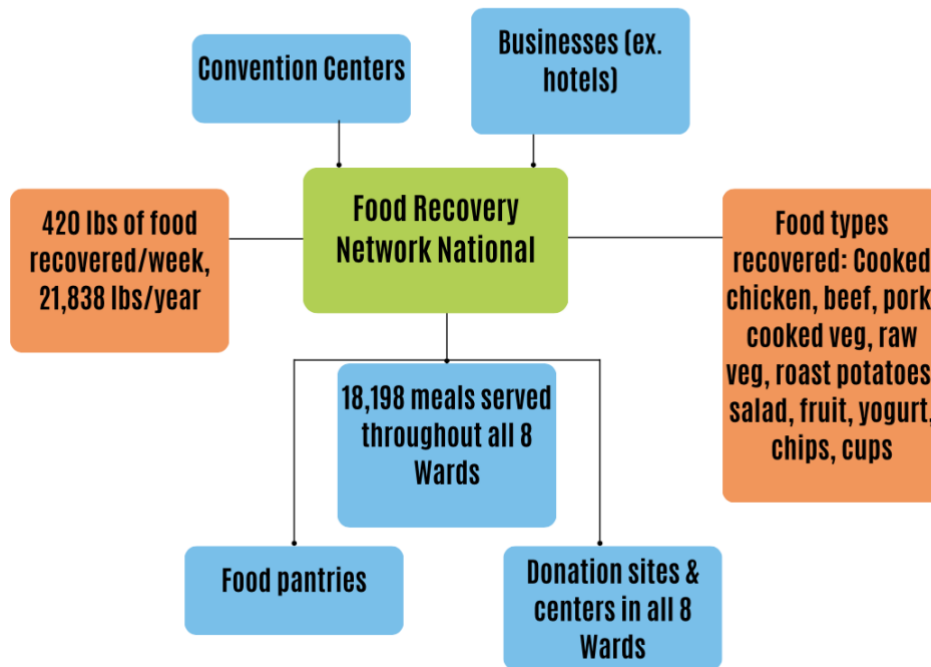 Convention Centers
Businesses (ex.
hotels)
420 lbs of food
recovered/week,
21,838 lbs/year
Food Recovery
Network National
Food types
recovered: Cooked
chicken, beef, pork
cooked veg, raw
veg, roast potatoes
salad, fruit, yogurt,
chips, cups
18,198 meals served
throughout all 8
Wards
Food pantries
Donation sites &
centers in all 8
Wards